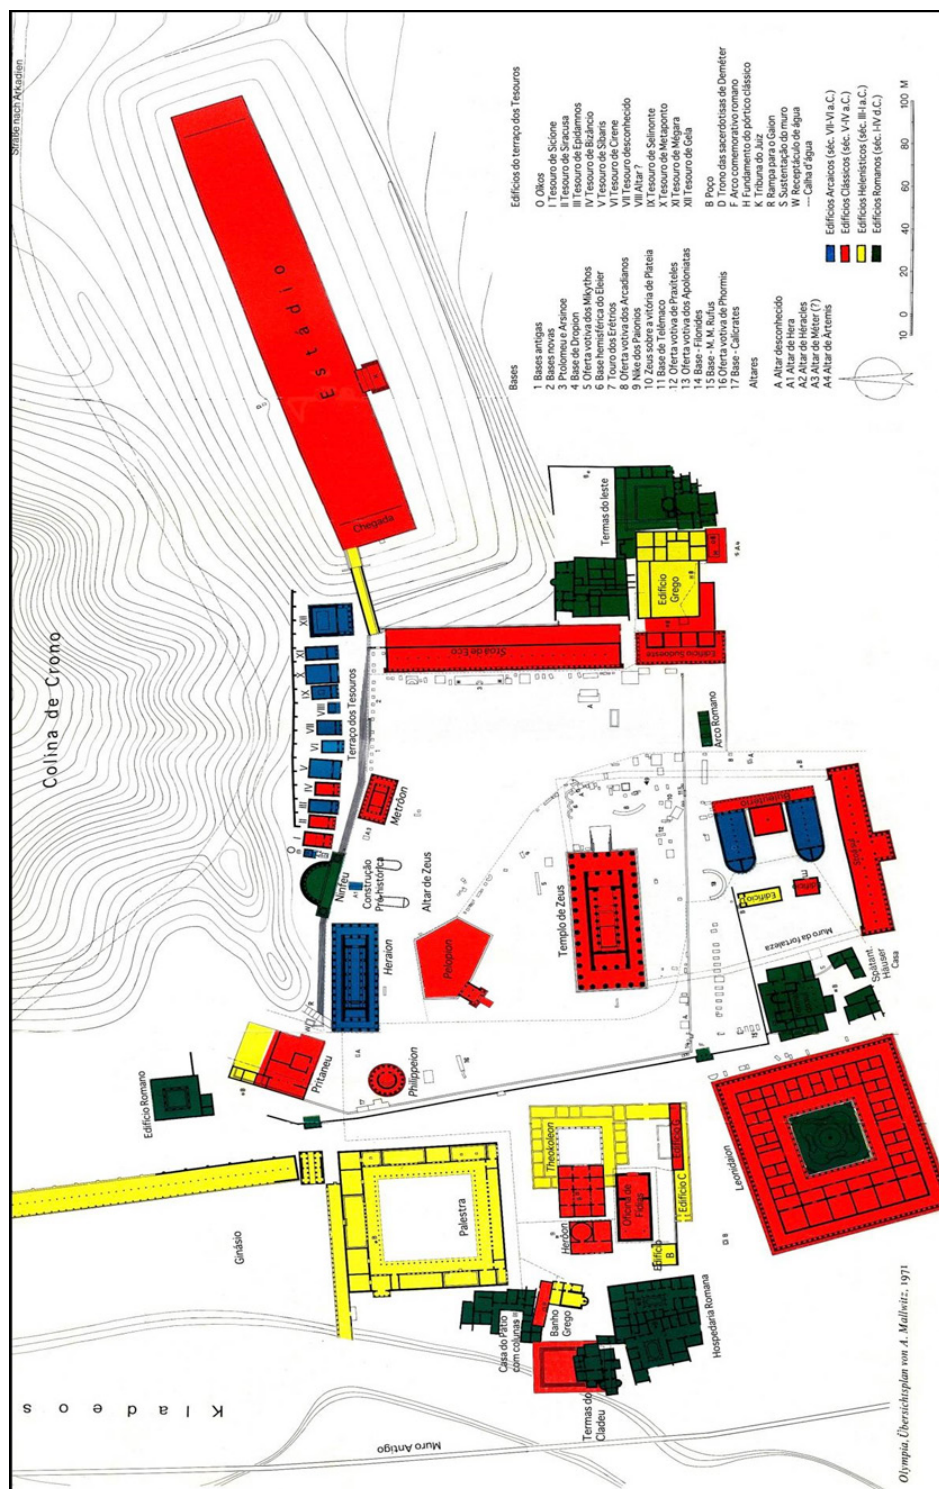 Straße nach Arkadien
Colina de Crono
Estádio
Chegada
Edifícios do terraço dos Tesouros
O Oikos
I Tesouro de Sicione
II Tesouro de Siracusa
III Tesouro de Epidamnos
IV Tesouro de Bizâncio
V Tesouro de Sibaris
VI Tesouro de Cirene
VII Tesouro desconhecido
VIII Altar ?
IX Tesouro de Selinonte
X Tesouro de Metaponto
XI Tesouro de Mégara
XII Tesouro de Gela
B Poço
D Trono das sacerdotisas de Deméter
F Arco comemorativo romano
H Fundamento do pórtico clássico
K Tribuna do Juiz
R Rampa para o Gaion
S Sustentação do muro
W Receptáculo de água
--- Calha d'água
Edifícios Arcaicos (séc. VII-VI a.C.)
Edifícios Clássicos (séc. V-IV a.C.)
Edifícios Helenísticos (séc. III-I a.C.)
Edifícios Romanos (séc. I-IV d.C.)
10 0 20 40 60 80 100 M
Bases
1 Bases antigas
2 Bases novas
3 Ptolomeu e Arsinoe
4 Base de Dropion
5 Oferta votiva dos Mikythos
6 Base hemisférica do Eleier
7 Touro dos Erétrios
8 Oferta votiva dos Arcadianos
9 Nike dos Paionios
10 Zeus sobre a vitória de Plateia
11 Base de Telêmaco
12 Oferta votiva de Praxiteles
13 Oferta votiva dos Apoloniatas
14 Base - Filonides
15 Base - M. M. Rufus
16 Oferta votiva de Phormis
17 Base - Calicrates
Altares
A Altar desconhecido
A1 Altar de Hera
A2 Altar de Héracles
A3 Altar de Méter (?)
A4 Altar de Ártemis
XII
XI
X
IX
VIII
VII
VI
V
IV
III
II
I
Terraço dos Tesouros
Stoá de Eco
Termas do leste
Edifício
Grego
Edifício Sudoeste
Arco Romano
Metrôon
Ninfeu
Construção
Pré-histórica
Altar de Zeus
Heraion
Pelopion
Templo de Zeus
Buleutério
Edifício
Edifício
Muro da fortaleza
Spätant.
Häuser
Casa
Edifício Romano
Pritaneu
Philippeion
Leonidaion
Ginásio
Palestra
Theokoleon
Heróon
Oficina de
Fídias
Edifício C
Edifício
B
Casa do Pátio
com colunas
Banho
Grego
Hospedaria Romana
Termas do
Cladeu
Kladeos
Muro Antigo
Olympia, Übersichtsplan von A. Mallwitz, 1971